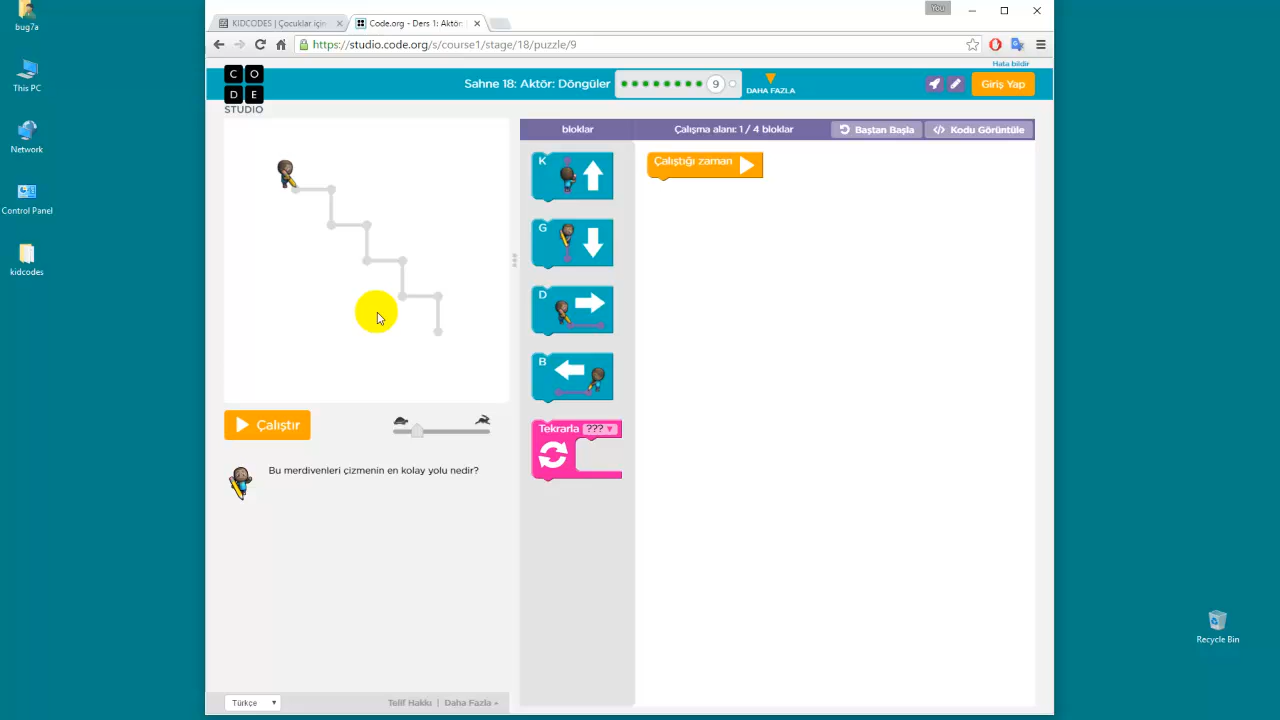 bug7a
This PC
Network
Control Panel
kidcodes
Recycle Bin
You
KIDCODES | Çocuklar için
Code.org - Ders 1: Aktör:
https://studio.code.org/s/course1/stage/18/puzzle/9
Hata bildir
C O
D E
STUDIO
Sahne 18: Aktör: Döngüler
9
DAHA FAZLA
Giriş Yap
bloklar
Çalışma alanı: 1 / 4 bloklar
Baştan Başla
</> Kodu Görüntüle
K
G
D
B
Tekrarla ???
Çalıştığı zaman
Çalıştır
Bu merdivenleri çizmenin en kolay yolu nedir?
Türkçe
Telif Hakkı | Daha Fazla